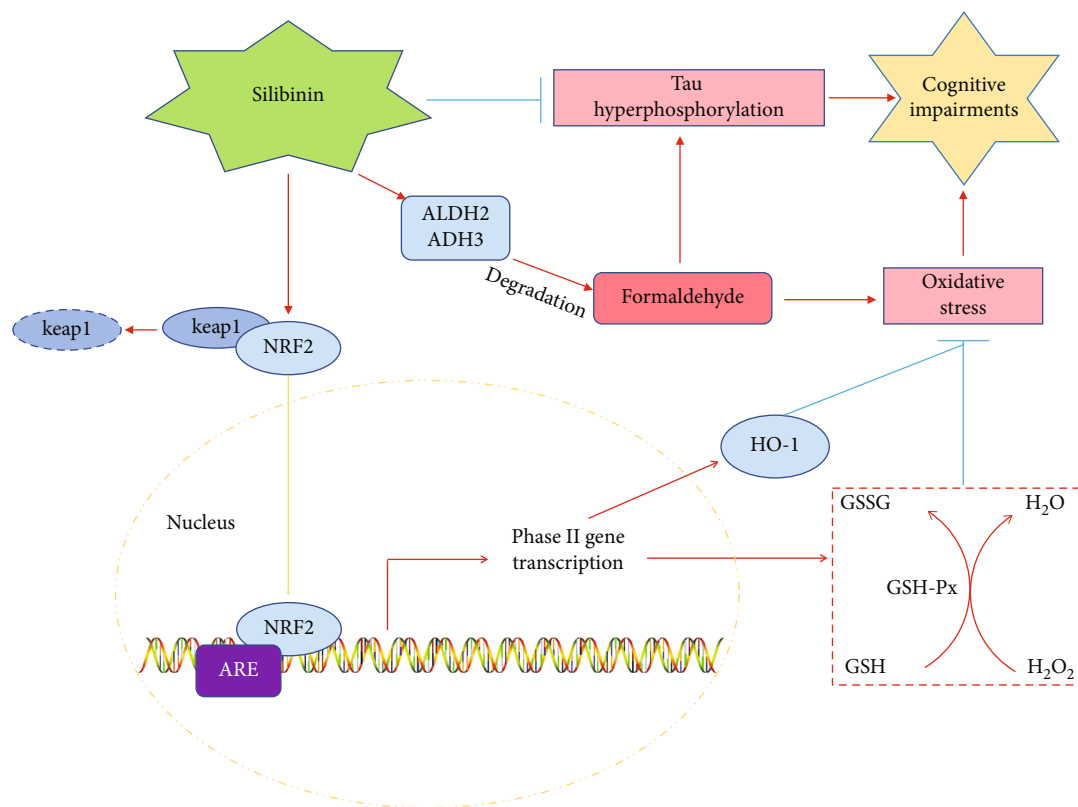 Silibinin
Tau
hyperphosphorylation
Cognitive
impairments
ALDH2
ADH3
Degradation
Formaldehyde
Oxidative
stress
keap1
keap1
NRF2
HO-1
Nucleus
Phase II gene
transcription
GSSG
H₂O
GSH-Px
GSH
H₂O₂
NRF2
ARE